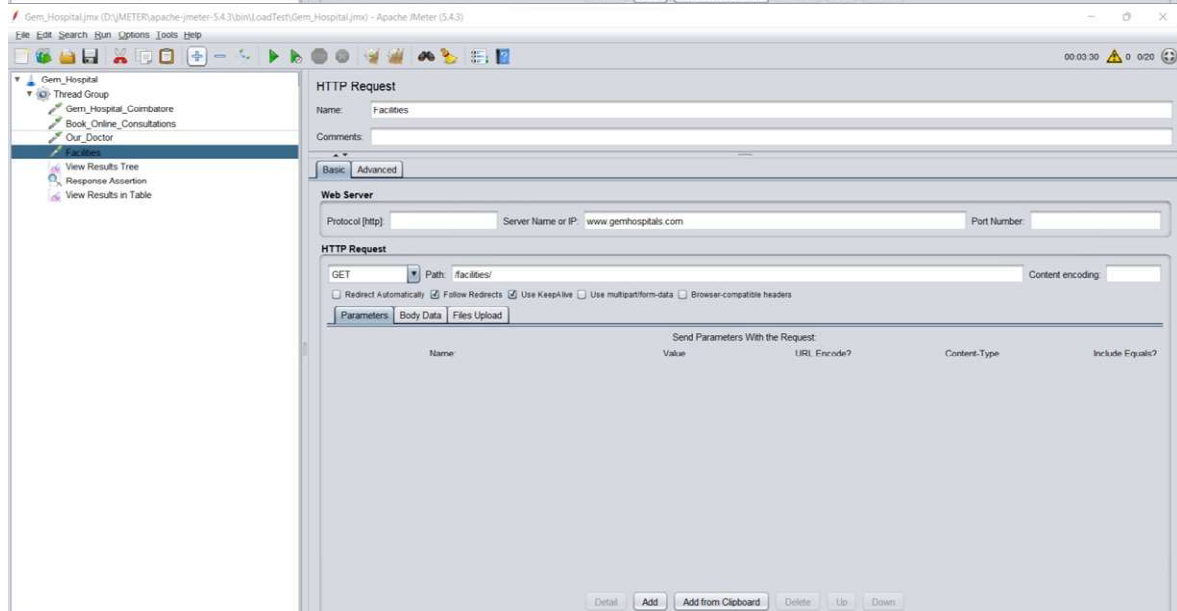 Gem_Hospital.jmx (D:\jMETER\apache-jmeter-5.4.3\bin\LoadTest\Gem_Hospital.jmx) - Apache JMeter (5.4.3)
File Edit Search Run Options Tools Help
00:03:30 0 0/20
Gem_Hospital
Thread Group
Gem_Hospital_Coimbatore
Book_Online_Consultations
Our_Doctor
Facilities
View Results Tree
Response Assertion
View Results in Table
HTTP Request
Name: Facilities
Comments:
Basic Advanced
Web Server
Protocol [http]: Server Name or IP: www.gemhospitals.com Port Number:
HTTP Request
GET Path: /facilities/ Content encoding:
Redirect Automatically Follow Redirects Use KeepAlive Use multipart/form-data Browser-compatible headers
Parameters Body Data Files Upload
Send Parameters With the Request:
Name: Value URL Encode? Content-Type Include Equals?
Detail Add Add from Clipboard Delete Up Down